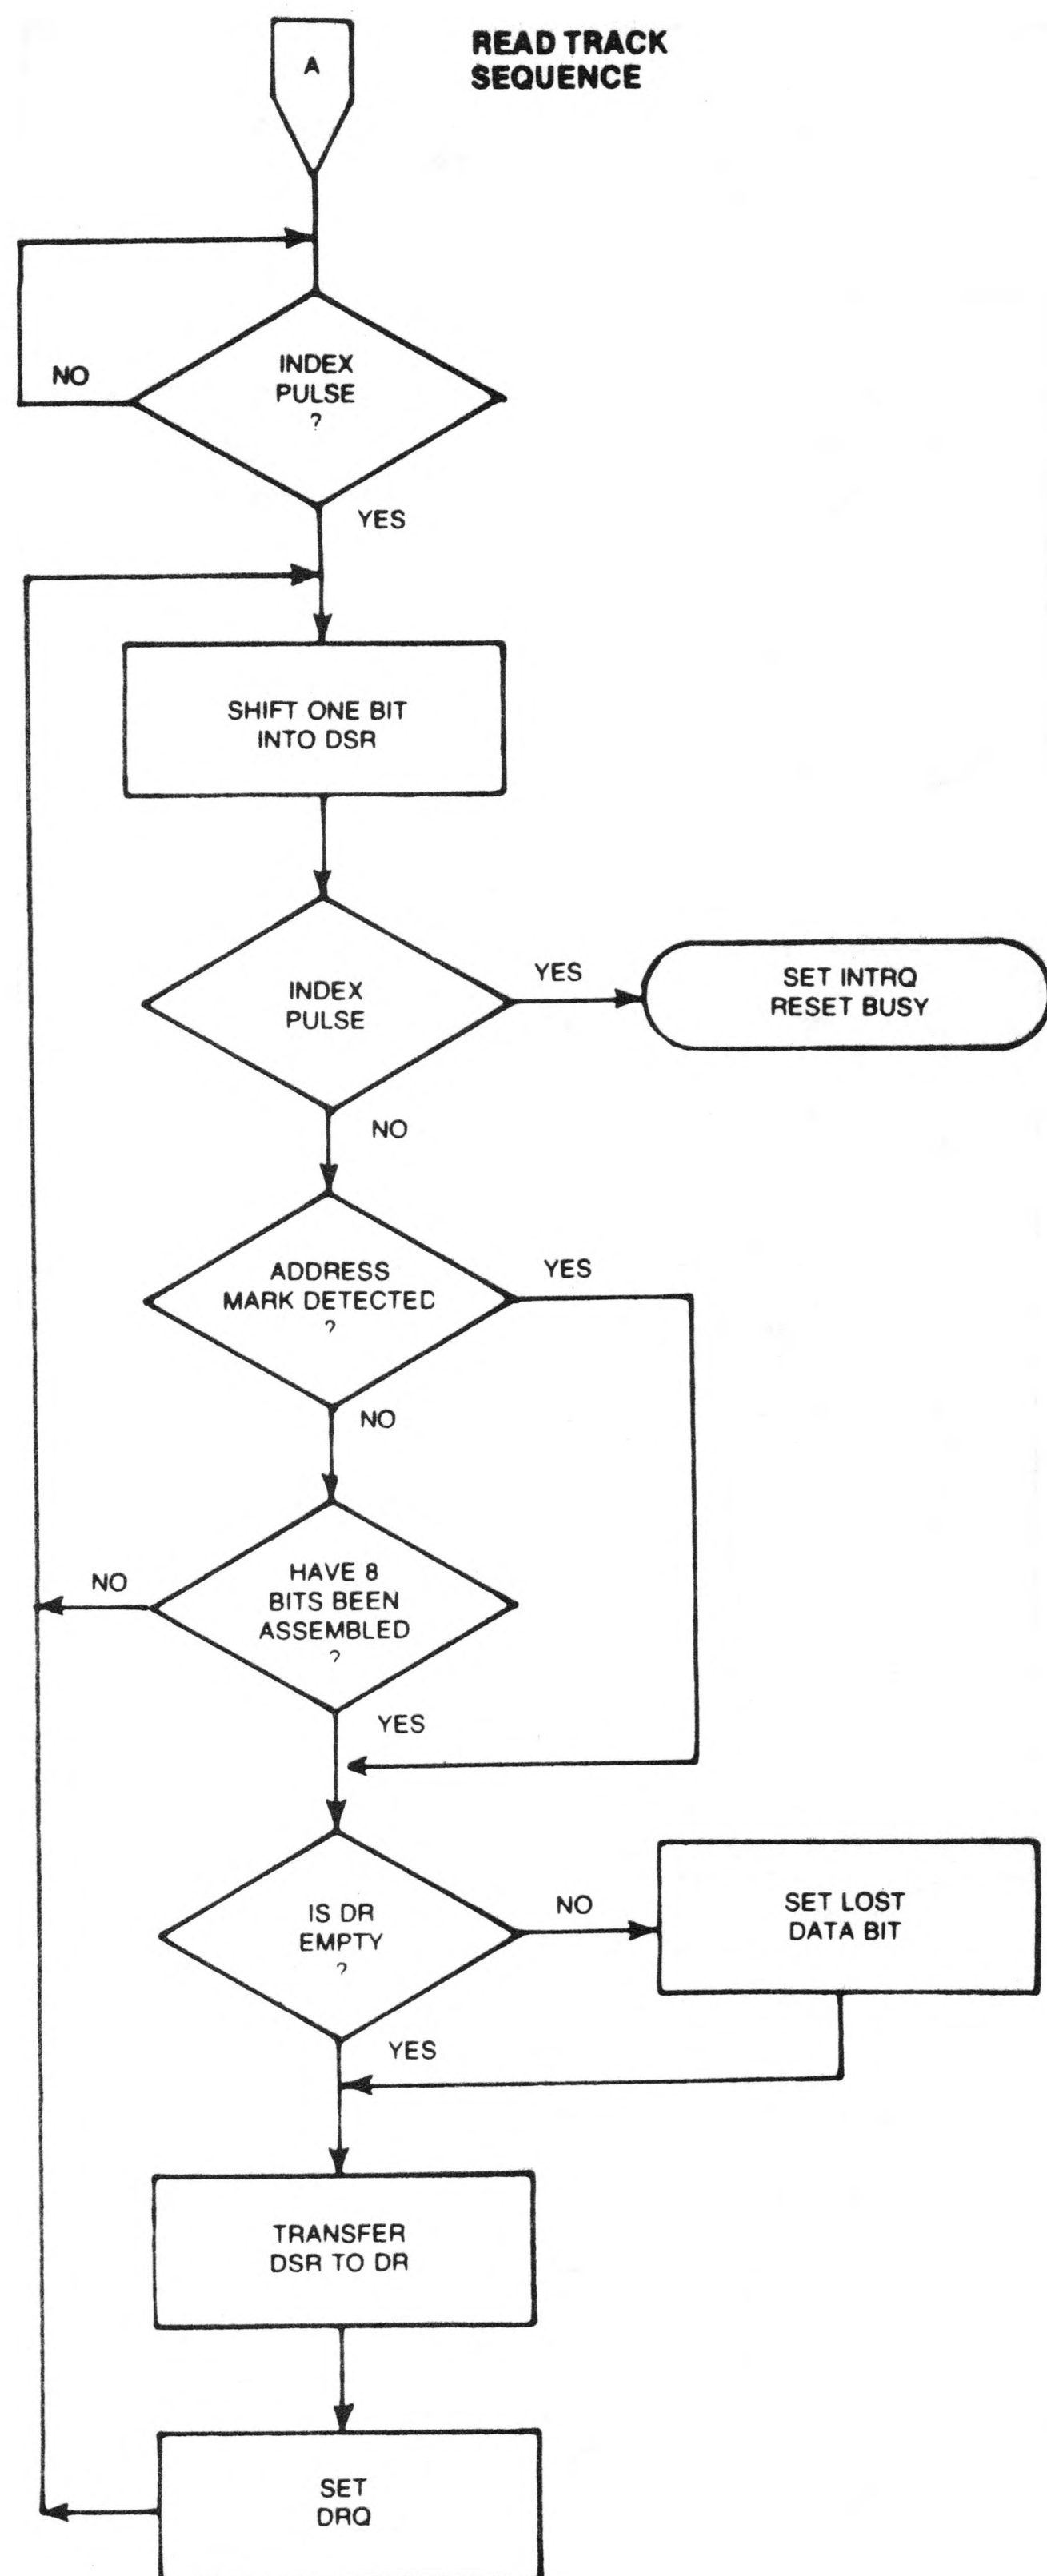 READ TRACK
SEQUENCE
A
INDEX
PULSE
?
NO
YES
SHIFT ONE BIT
INTO DSR
INDEX
PULSE
YES
SET INTRQ
RESET BUSY
NO
ADDRESS
MARK DETECTED
?
YES
NO
HAVE 8
BITS BEEN
ASSEMBLED
?
NO
YES
IS DR
EMPTY
?
NO
SET LOST
DATA BIT
YES
TRANSFER
DSR TO DR
SET
DRQ